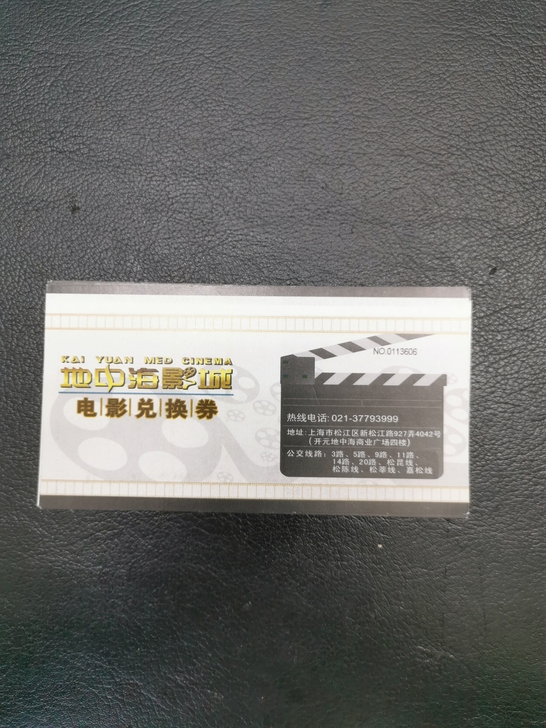 KAI YUAN MED CINEMA
地中海影城
电影兑换券
NO.0113606
热线电话: 021-37793999
地址: 上海市松江区新松江路927弄4042号
(开元地中海商业广场四楼)
公交线路: 3路、5路、9路、11路、
14路、20路、松昆线、
松陈线、松莘线、嘉松线